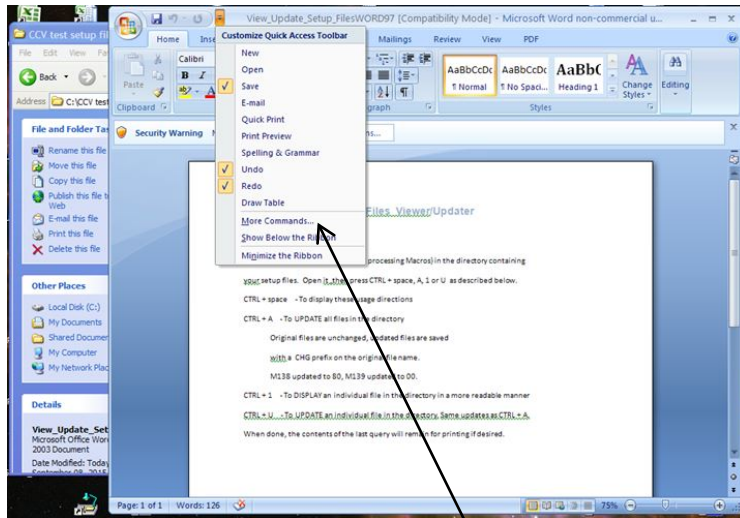 CCV test setup fil
File Edit View Fa
Back
Address C:\CCV test
File and Folder Tas
Rename this file
Move this file
Copy this file
Publish this file t
Web
E-mail this file
Print this file
Delete this file
Other Places
Local Disk (C:)
My Documents
Shared Documen
My Computer
My Network Plac
Details
View_Update_Set
Microsoft Office Wor
2003 Document
Date Modified: Today
September 08, 2015
View_Update_Setup_FilesWORD97 [Compatibility Mode] - Microsoft Word non-commercial u...
Home Inse Mailings Review View PDF
Paste
Clipboard
Calibri
B I
AaBbCcDc AaBbCcDc AaBbC
¶ Normal ¶ No Spaci... Heading 1
Change
Styles
Editing
agraph Styles
Security Warning
ns...
Customize Quick Access Toolbar
New
Open
Save
E-mail
Quick Print
Print Preview
Spelling & Grammar
Undo
Redo
Draw Table
More Commands...
Show Below the Ribbon
Minimize the Ribbon
Files Viewer/Updater
processing Macros) in the directory containing
your setup files. Open it, then press CTRL + space, A, 1 or U as described below.
CTRL + space - To display these usage directions
CTRL + A - To UPDATE all files in the directory
Original files are unchanged, updated files are saved
with a CHG prefix on the original file name.
M138 updated to 80, M139 updated to 00.
CTRL + 1 - To DISPLAY an individual file in the directory in a more readable manner
CTRL + U - To UPDATE an individual file in the directory. Same updates as CTRL + A.
When done, the contents of the last query will remain for printing if desired.
Page: 1 of 1 Words: 126 75%